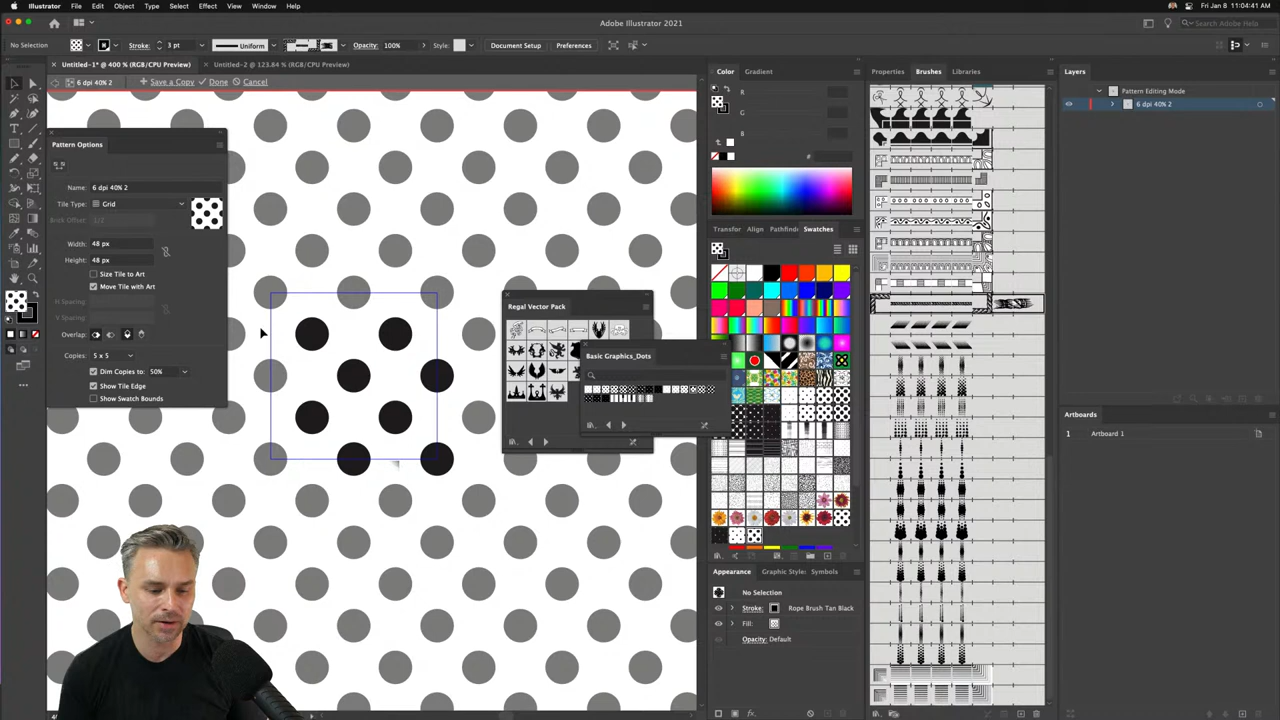 Illustrator File Edit Object Type Select Effect View Window Help
Fri Jan 8 11:04:41 AM
Adobe Illustrator 2021
Search Adobe Help
No Selection Stroke: 3 pt Uniform Opacity: 100% Style: Document Setup Preferences
× Untitled-1* @ 400 % (RGB/CPU Preview) × Untitled-2 @ 123.84 % (RGB/CPU Preview)
6 dpi 40% 2 + Save a Copy Done Cancel
Pattern Options
Name: 6 dpi 40% 2
Tile Type: Grid
Brick Offset: 1/2
Width: 48 px
Height: 48 px
Size Tile to Art
Move Tile with Art
H Spacing:
V Spacing:
Overlap:
Copies: 5 x 5
Dim Copies to: 50%
Show Tile Edge
Show Swatch Bounds
Regal Vector Pack
Basic Graphics_Dots
Color Gradient
R
G
B
#
Transfor Align Pathfind Swatches
Appearance Graphic Style: Symbols
No Selection
Stroke: Rope Brush Tan Black
Fill:
Opacity: Default
Properties Brushes Libraries
Layers
Pattern Editing Mode
6 dpi 40% 2
Artboards
1 Artboard 1